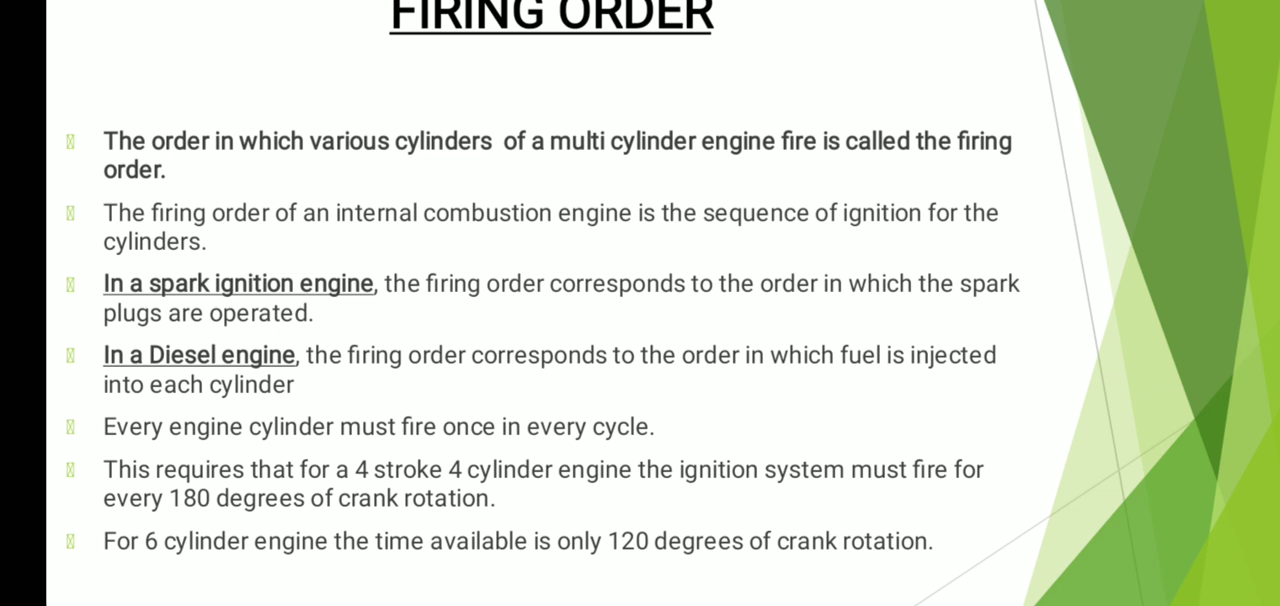 FIRING ORDER
The order in which various cylinders of a multi cylinder engine fire is called the firing
order.
The firing order of an internal combustion engine is the sequence of ignition for the
cylinders.
In a spark ignition engine, the firing order corresponds to the order in which the spark
plugs are operated.
In a Diesel engine, the firing order corresponds to the order in which fuel is injected
into each cylinder
Every engine cylinder must fire once in every cycle.
This requires that for a 4 stroke 4 cylinder engine the ignition system must fire for
every 180 degrees of crank rotation.
For 6 cylinder engine the time available is only 120 degrees of crank rotation.